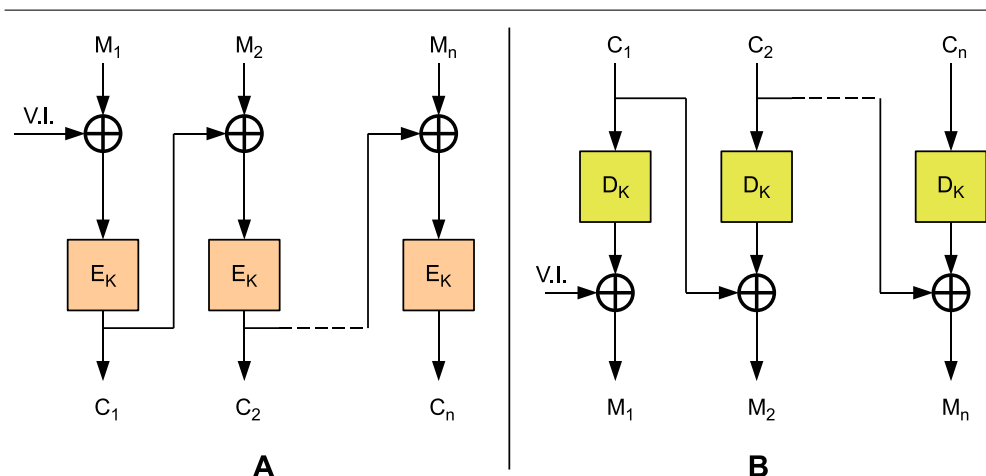 M1 M2 Mn
V.I.
EK EK EK
C1 C2 Cn
A
C1 C2 Cn
DK DK DK
V.I.
M1 M2 Mn
B